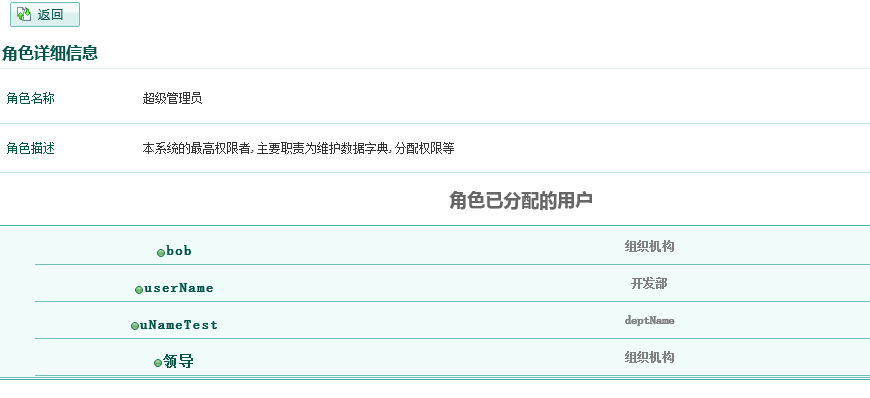 返回
角色详细信息
角色名称 超级管理员
角色描述 本系统的最高权限者,主要职责为维护数据字典,分配权限等
角色已分配的用户
bob 组织机构
userName 开发部
uNameTest deptName
领导 组织机构